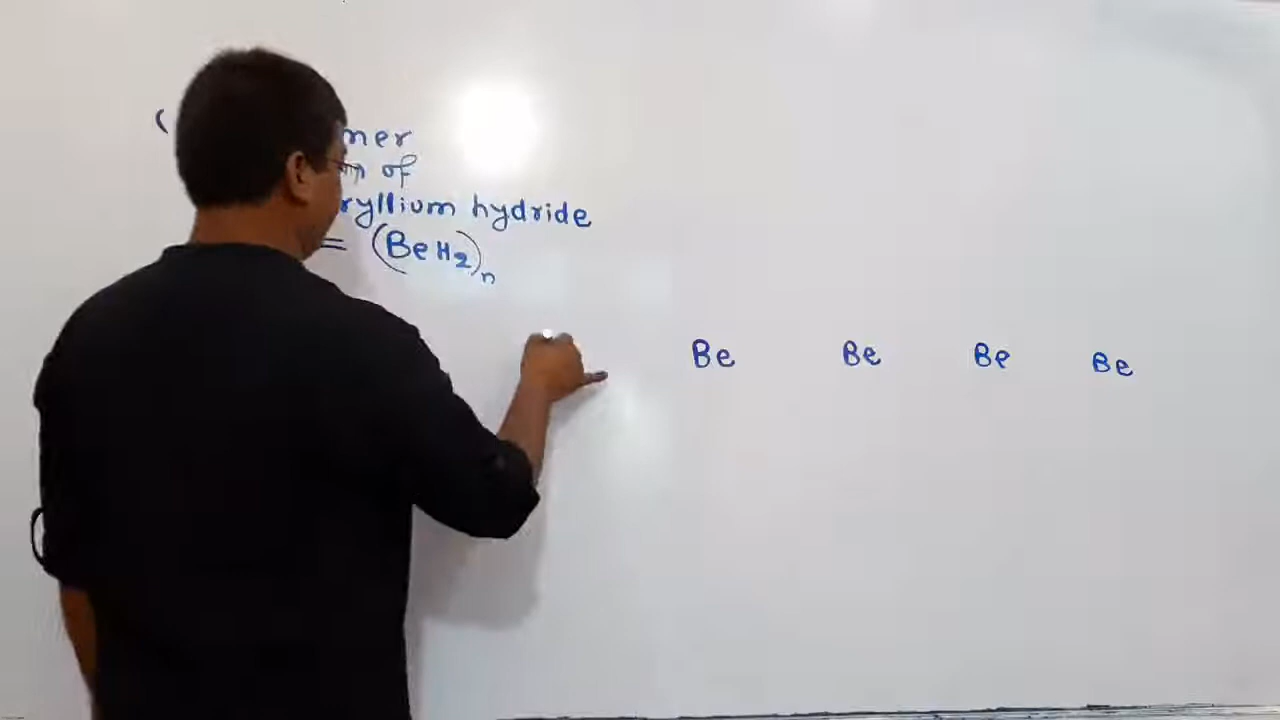 (
mer
of
ryllium hydride
= (BeH2)n
Be Be Be Be